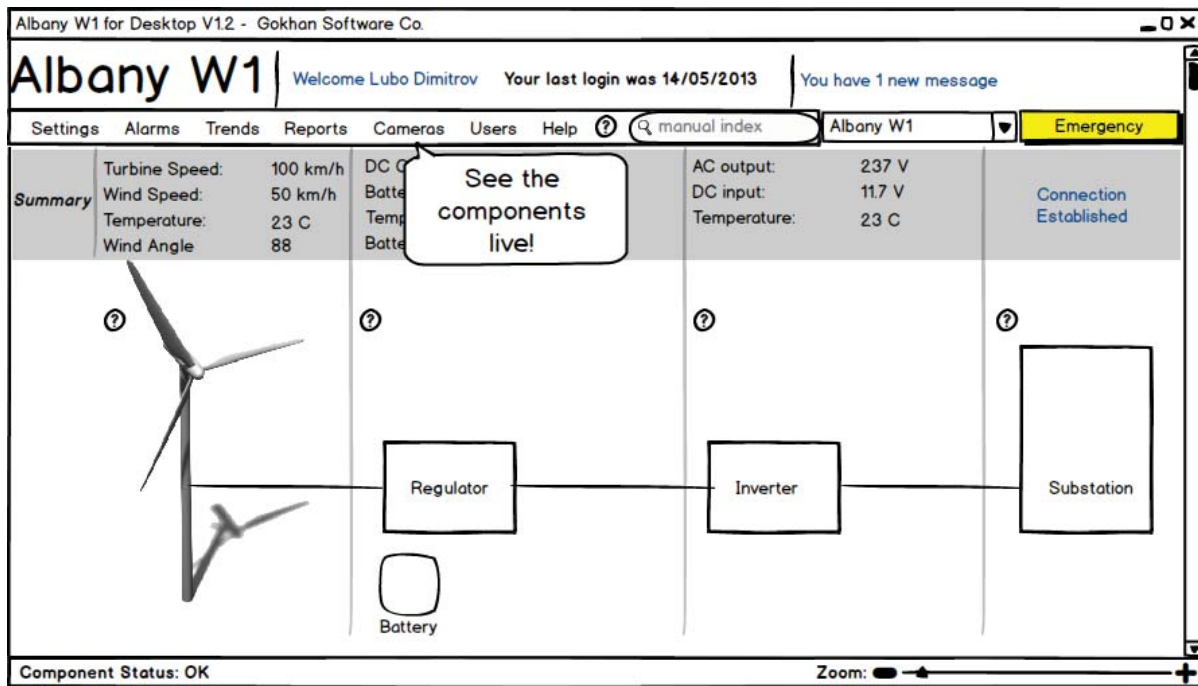 Albany W1 for Desktop V1.2 - Gokhan Software Co.
Albany W1
Welcome Lubo Dimitrov
Your last login was 14/05/2013
You have 1 new message
Settings Alarms Trends Reports Cameras Users Help ?
manual index
Albany W1
Emergency
Summary
Turbine Speed: 100 km/h
Wind Speed: 50 km/h
Temperature: 23 C
Wind Angle 88
DC
See the
components
live!
AC output: 237 V
DC input: 11.7 V
Temperature: 23 C
Connection
Established
?
?
?
?
Regulator
Inverter
Substation
Battery
Component Status: OK
Zoom: